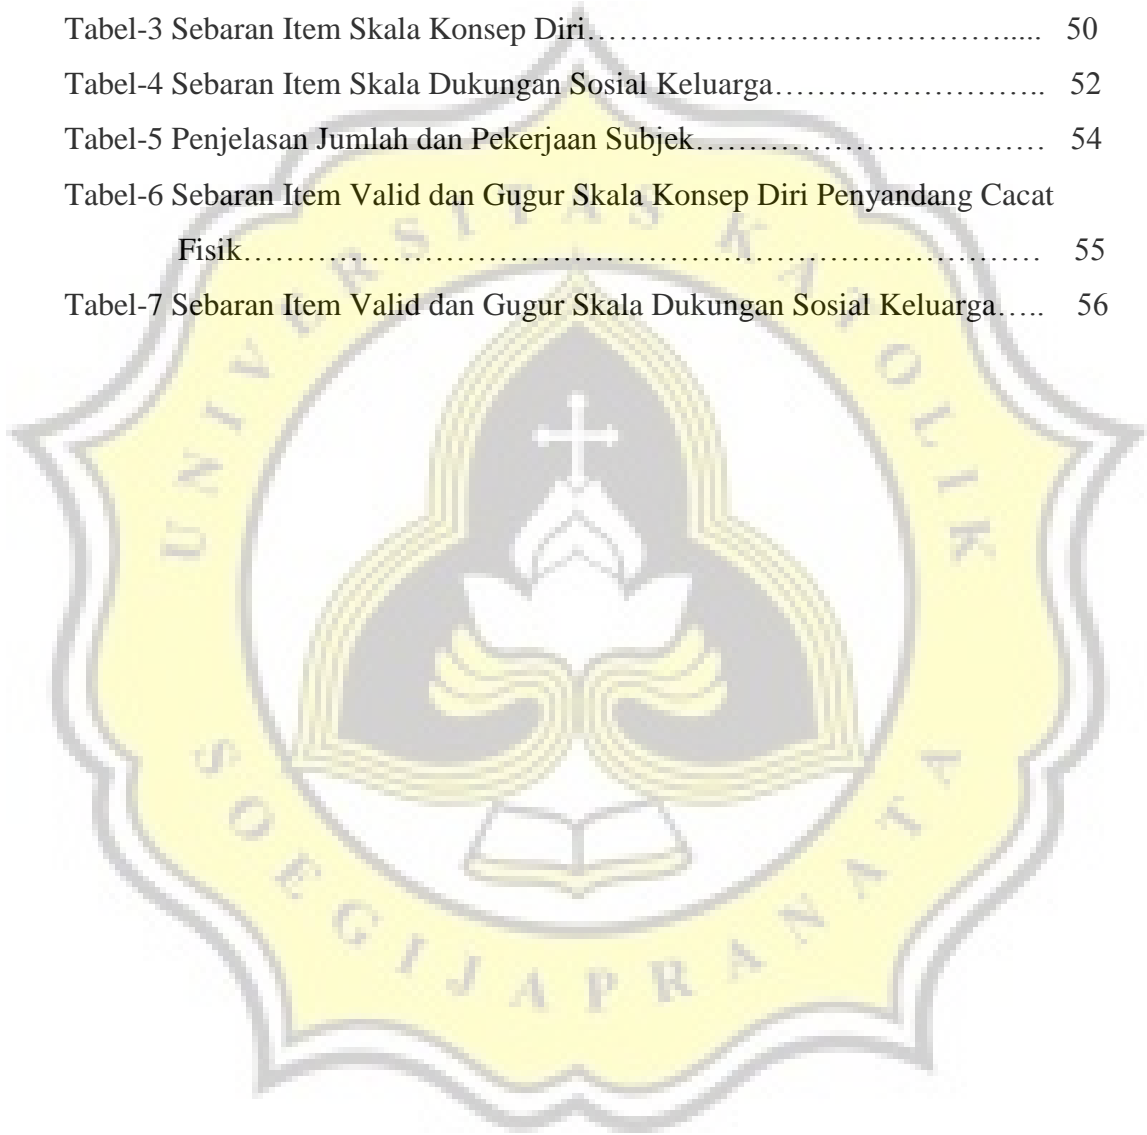 Tabel-3 Sebaran Item Skala Konsep Diri…………………………………...... 50
Tabel-4 Sebaran Item Skala Dukungan Sosial Keluarga…………………….. 52
Tabel-5 Penjelasan Jumlah dan Pekerjaan Subjek…………………………… 54
Tabel-6 Sebaran Item Valid dan Gugur Skala Konsep Diri Penyandang Cacat
Fisik………………………………………………………………… 55
Tabel-7 Sebaran Item Valid dan Gugur Skala Dukungan Sosial Keluarga….. 56
UNIVERSITAS KATOLIK
SOEGIJAPRANATA